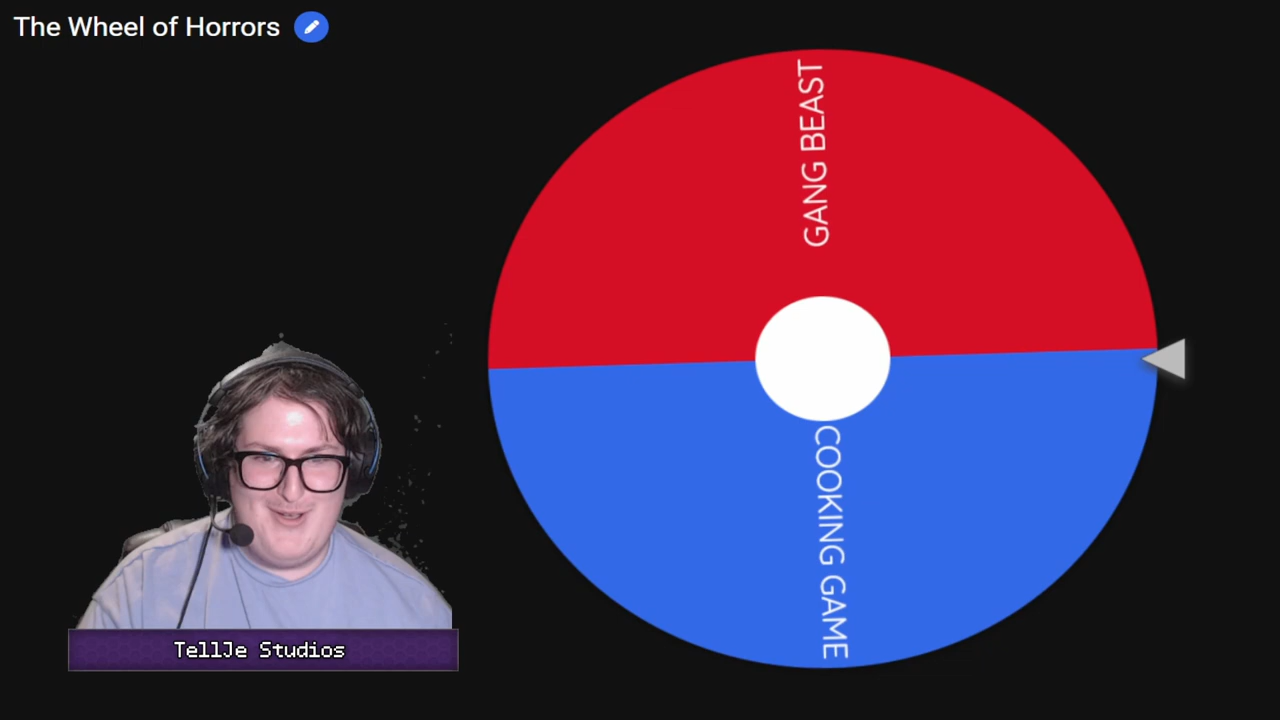 The Wheel of Horrors
GANG BEAST
COOKING GAME
TellJe Studios